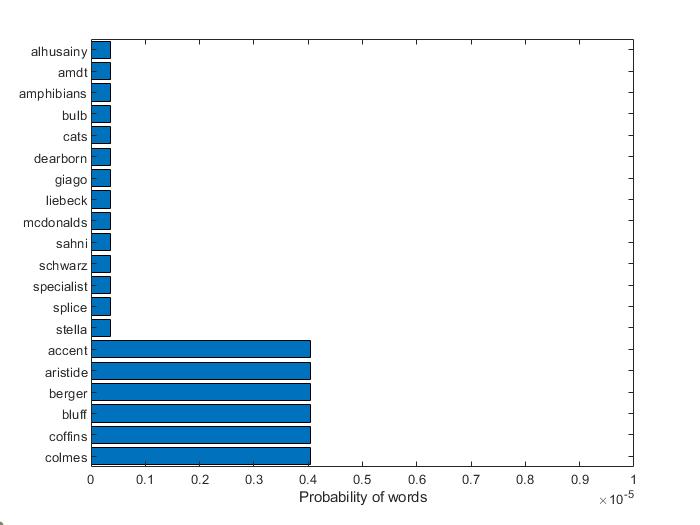 alhusainy
amdt
amphibians
bulb
cats
dearborn
giago
liebeck
mcdonalds
sahni
schwarz
specialist
splice
stella
accent
aristide
berger
bluff
coffins
colmes
0 0.1 0.2 0.3 0.4 0.5 0.6 0.7 0.8 0.9 1
Probability of words
×10-5